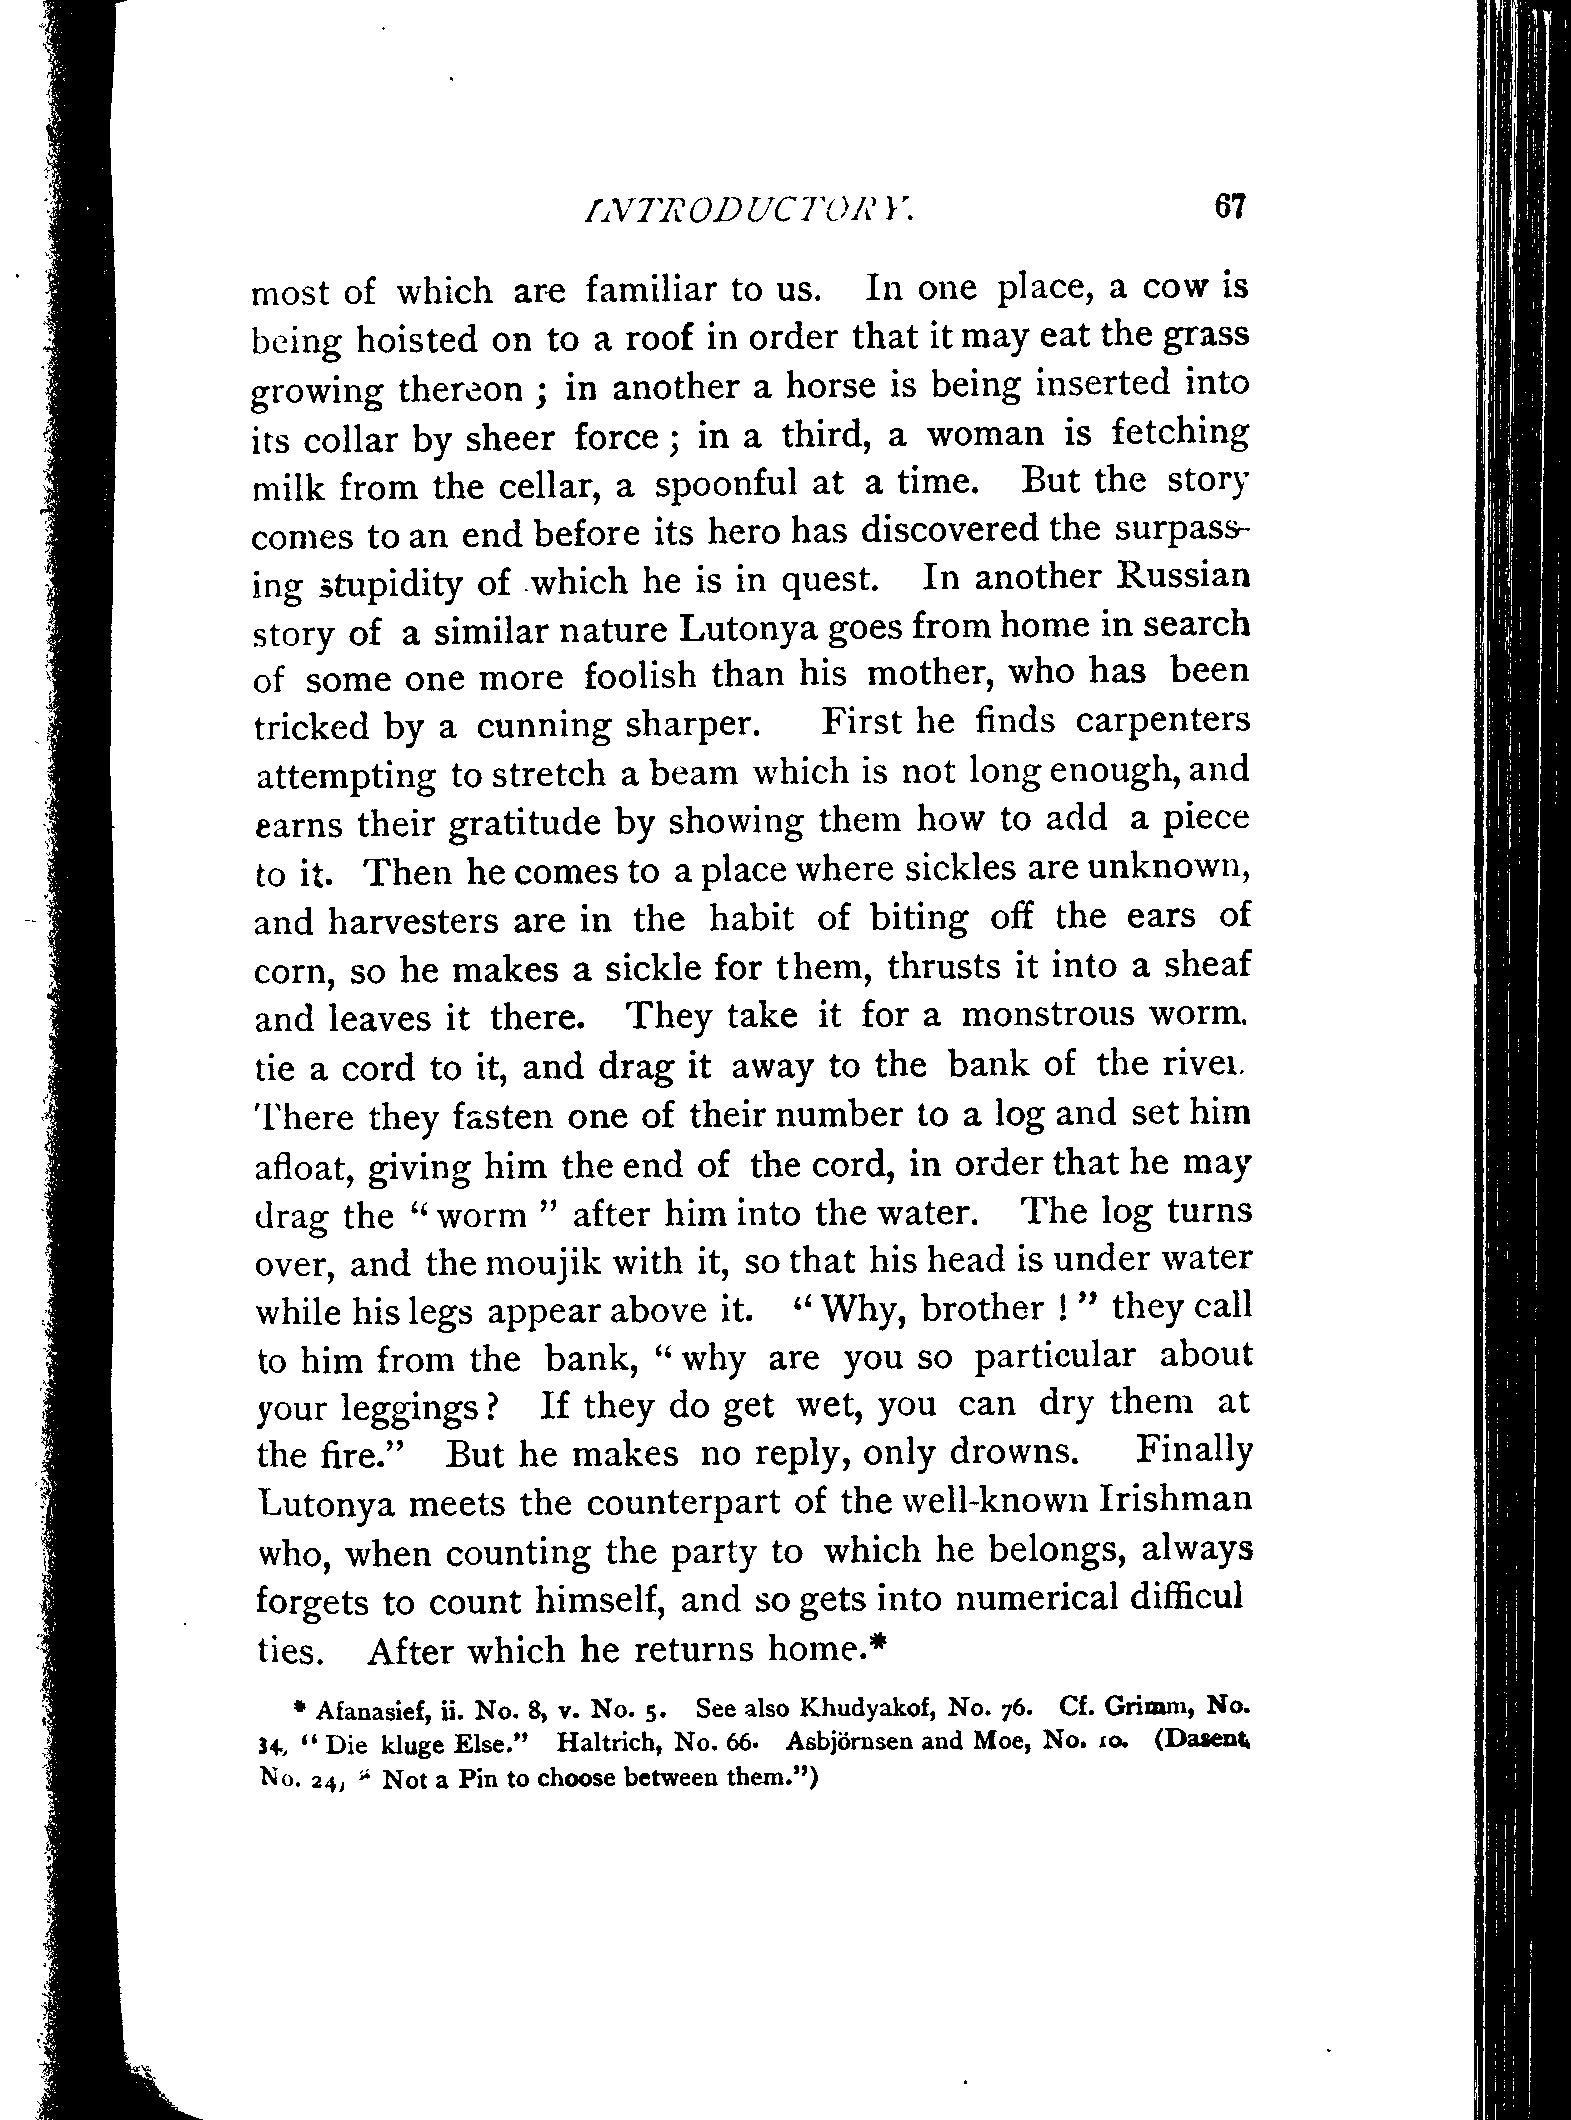 INTRODUCTORY. 67
most of which are familiar to us. In one place, a cow is
being hoisted on to a roof in order that it may eat the grass
growing thereon ; in another a horse is being inserted into
its collar by sheer force ; in a third, a woman is fetching
milk from the cellar, a spoonful at a time. But the story
comes to an end before its hero has discovered the surpass-
ing stupidity of which he is in quest. In another Russian
story of a similar nature Lutonya goes from home in search
of some one more foolish than his mother, who has been
tricked by a cunning sharper. First he finds carpenters
attempting to stretch a beam which is not long enough, and
earns their gratitude by showing them how to add a piece
to it. Then he comes to a place where sickles are unknown,
and harvesters are in the habit of biting off the ears of
corn, so he makes a sickle for them, thrusts it into a sheaf
and leaves it there. They take it for a monstrous worm.
tie a cord to it, and drag it away to the bank of the river.
There they fasten one of their number to a log and set him
afloat, giving him the end of the cord, in order that he may
drag the “ worm ” after him into the water. The log turns
over, and the moujik with it, so that his head is under water
while his legs appear above it. “ Why, brother ! ” they call
to him from the bank, “ why are you so particular about
your leggings ? If they do get wet, you can dry them at
the fire.” But he makes no reply, only drowns. Finally
Lutonya meets the counterpart of the well-known Irishman
who, when counting the party to which he belongs, always
forgets to count himself, and so gets into numerical difficul
ties. After which he returns home.*
* Afanasief, ii. No. 8, v. No. 5. See also Khudyakof, No. 76. Cf. Grimm, No.
34, “ Die kluge Else.” Haltrich, No. 66. Asbjörnsen and Moe, No. 10. (Dasent,
No. 24, “ Not a Pin to choose between them.”)